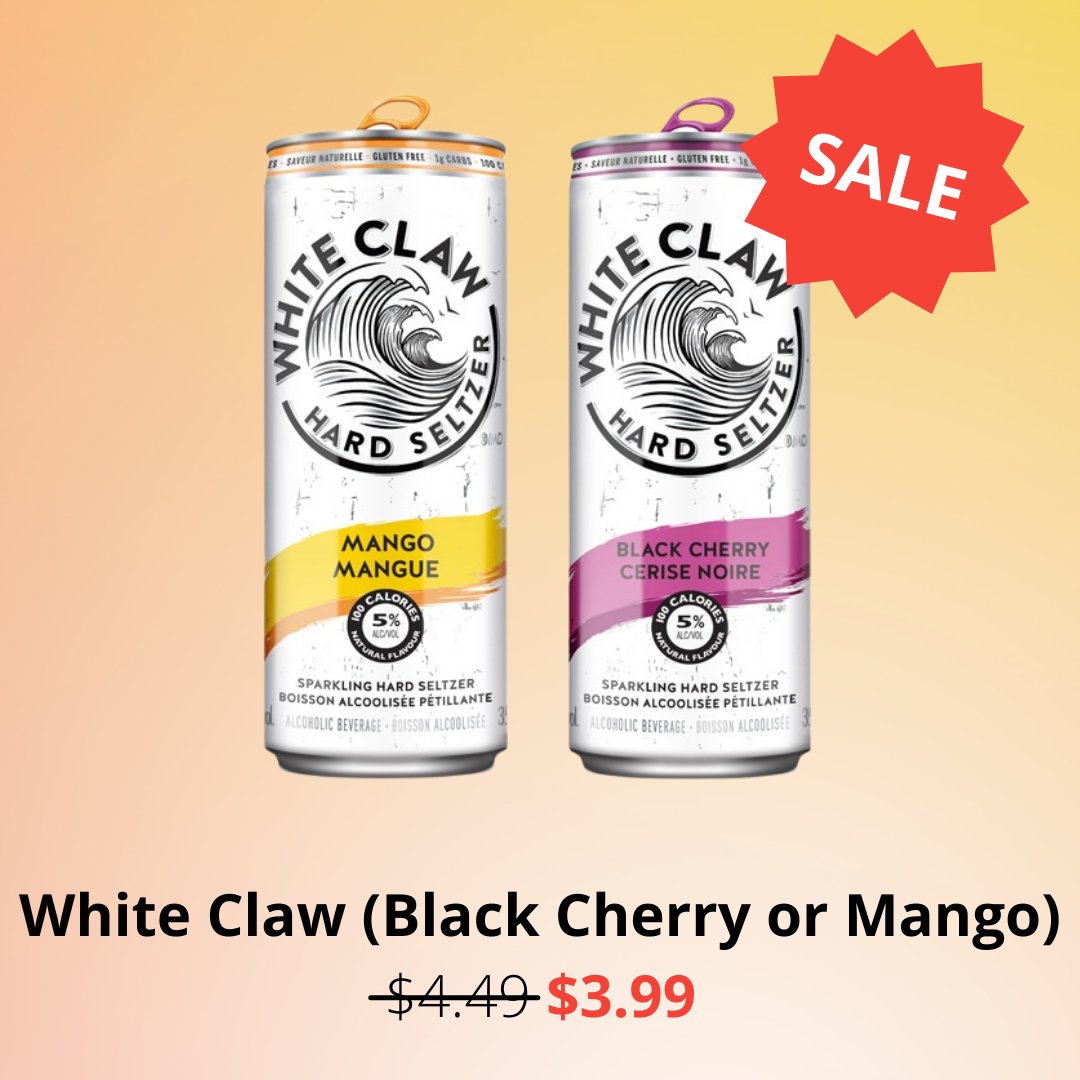 SALE
ES • SAVEUR NATURELLE • GLUTEN FREE • 1g CARBS • 100
WHITE CLAW
HARD SELTZER
MANGO
MANGUE
100 CALORIES
5%
ALC/VOL
NATURAL FLAVOUR
SPARKLING HARD SELTZER
BOISSON ALCOOLISÉE PÉTILLANTE
ALCOHOLIC BEVERAGE • BOISSON ALCOOLISÉE
ES • SAVEUR NATURELLE • GLUTEN FREE • 1g
WHITE CLAW
HARD SELTZER
BLACK CHERRY
CERISE NOIRE
100 CALORIES
5%
ALC/VOL
NATURAL FLAVOUR
SPARKLING HARD SELTZER
BOISSON ALCOOLISÉE PÉTILLANTE
ALCOHOLIC BEVERAGE • BOISSON ALCOOLISÉE
White Claw (Black Cherry or Mango)
$4.49 $3.99